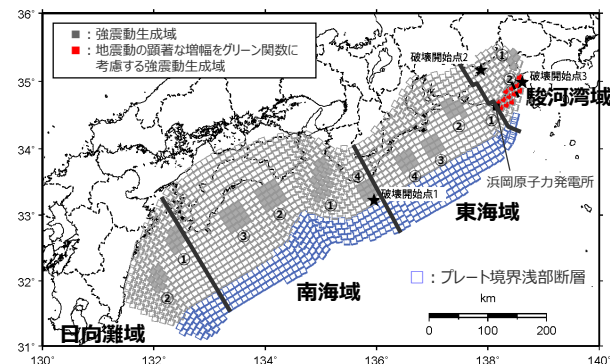 36°
35°
34°
33°
32°
31°
130°
132°
134°
136°
138°
140°
■ : 強震動生成域
■ : 地震動の顕著な増幅をグリーン関数に
考慮する強震動生成域
破壊開始点2
①
②
破壊開始点3
駿河湾域
①
②
③
④
浜岡原子力発電所
東海域
④
破壊開始点1
①
②
③
南海域
①
②
日向灘域
□ : プレート境界浅部断層
km
0 100 200